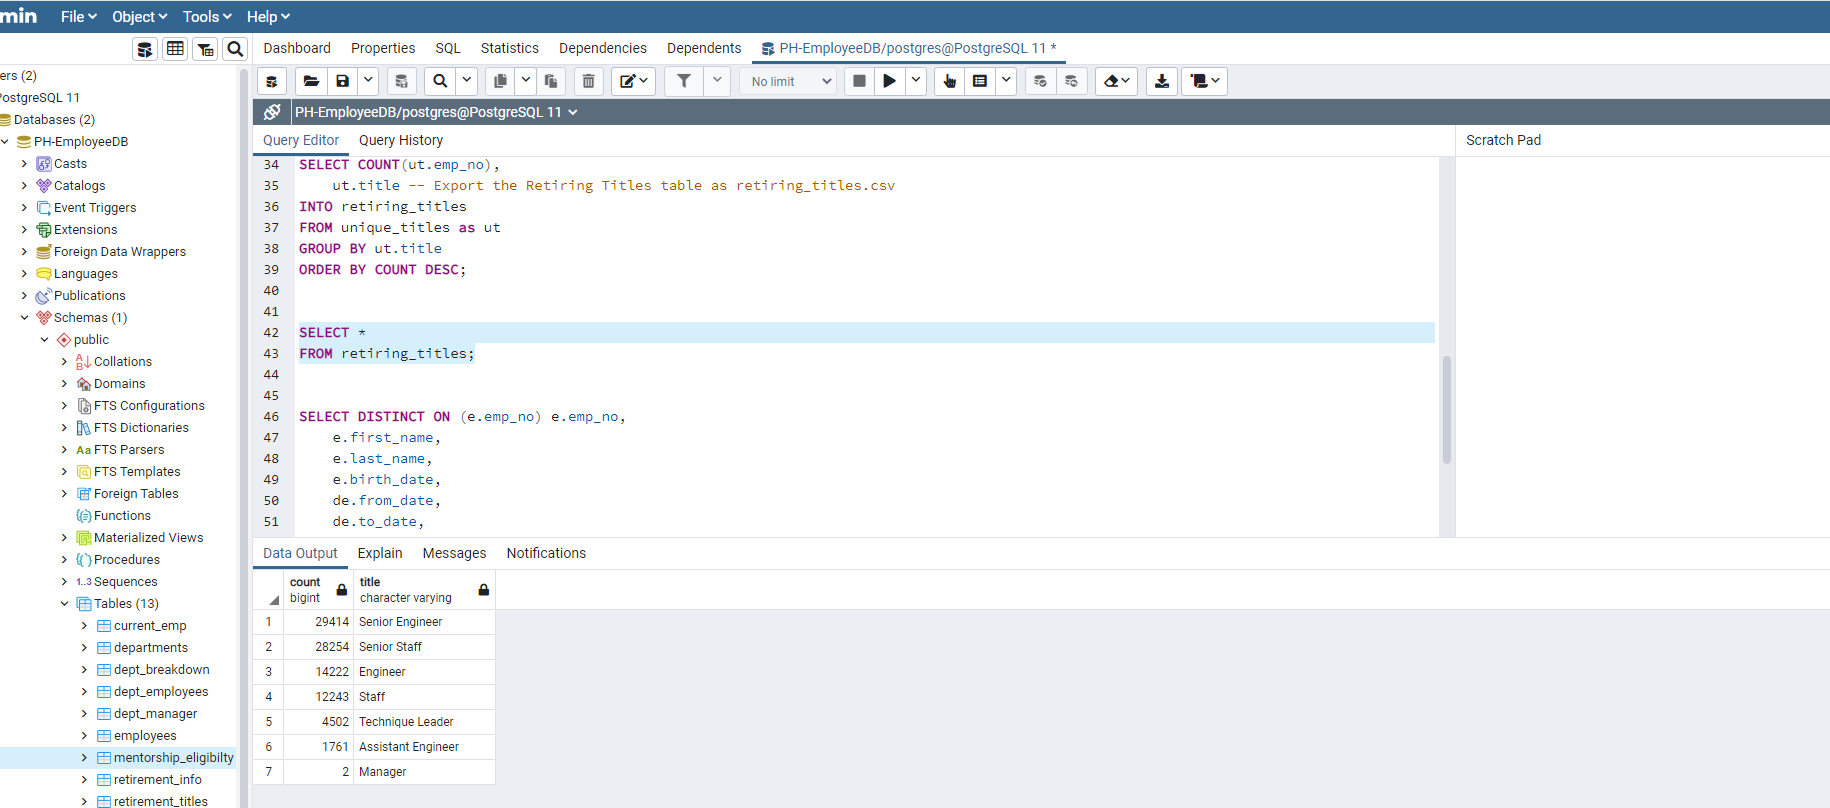 min File Object Tools Help
Dashboard Properties SQL Statistics Dependencies Dependents PH-EmployeeDB/postgres@PostgreSQL 11 *
No limit
PH-EmployeeDB/postgres@PostgreSQL 11
Query Editor Query History
Scratch Pad
ers (2)
PostgreSQL 11
Databases (2)
PH-EmployeeDB
Casts
Catalogs
Event Triggers
Extensions
Foreign Data Wrappers
Languages
Publications
Schemas (1)
public
Collations
Domains
FTS Configurations
FTS Dictionaries
Aa FTS Parsers
FTS Templates
Foreign Tables
Functions
Materialized Views
Procedures
1..3 Sequences
Tables (13)
current_emp
departments
dept_breakdown
dept_employees
dept_manager
employees
mentorship_eligibilty
retirement_info
retirement_titles
34 SELECT COUNT(ut.emp_no),
35 ut.title -- Export the Retiring Titles table as retiring_titles.csv
36 INTO retiring_titles
37 FROM unique_titles as ut
38 GROUP BY ut.title
39 ORDER BY COUNT DESC;
40
41
42 SELECT *
43 FROM retiring_titles;
44
45
46 SELECT DISTINCT ON (e.emp_no) e.emp_no,
47 e.first_name,
48 e.last_name,
49 e.birth_date,
50 de.from_date,
51 de.to_date,
Data Output Explain Messages Notifications
count title
bigint character varying
1 29414 Senior Engineer
2 28254 Senior Staff
3 14222 Engineer
4 12243 Staff
5 4502 Technique Leader
6 1761 Assistant Engineer
7 2 Manager